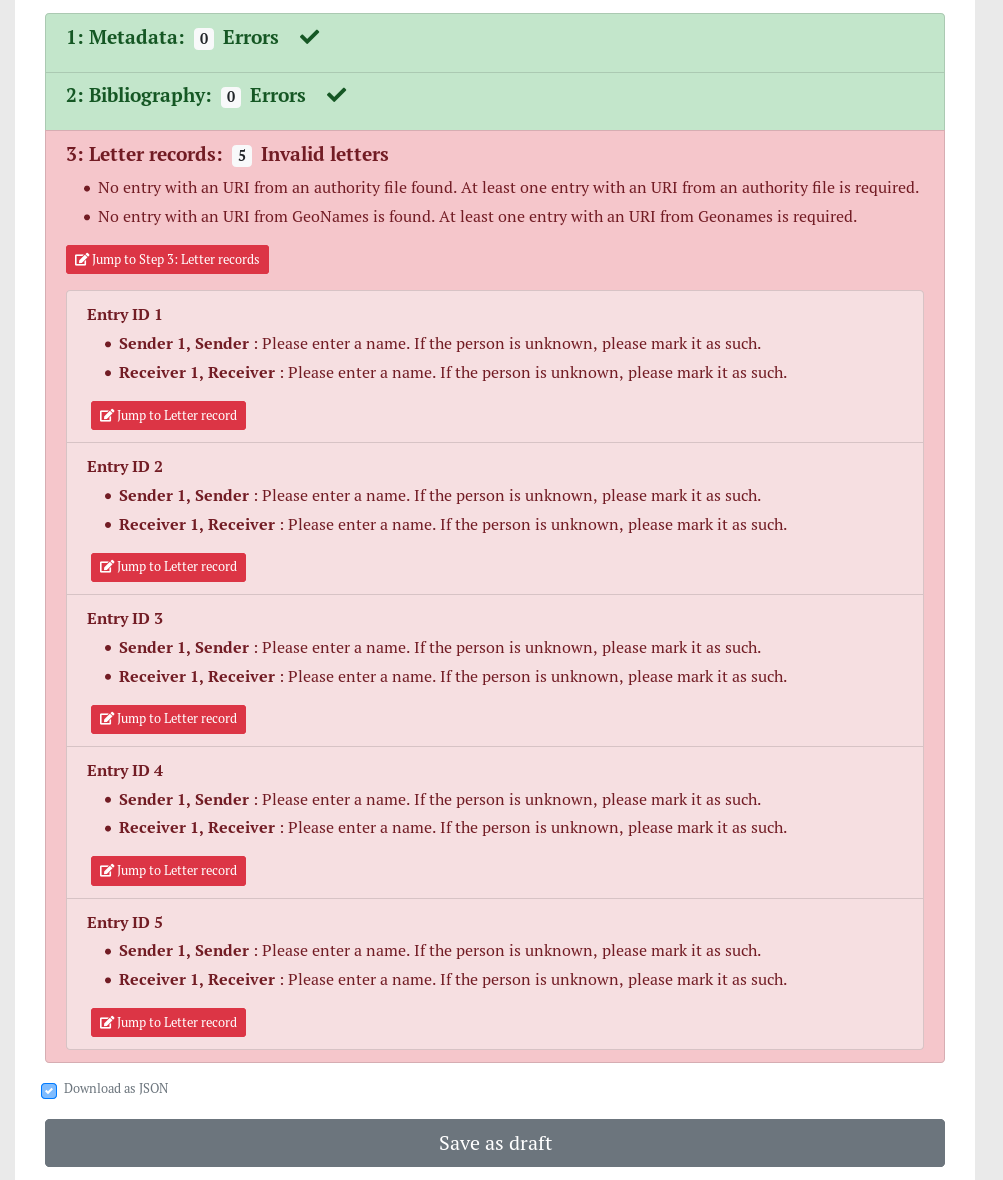 1: Metadata: 0 Errors
2: Bibliography: 0 Errors
3: Letter records: 5 Invalid letters
No entry with an URI from an authority file found. At least one entry with an URI from an authority file is required.
No entry with an URI from GeoNames is found. At least one entry with an URI from Geonames is required.
Jump to Step 3: Letter records
Entry ID 1
Sender 1, Sender : Please enter a name. If the person is unknown, please mark it as such.
Receiver 1, Receiver : Please enter a name. If the person is unknown, please mark it as such.
Jump to Letter record
Entry ID 2
Sender 1, Sender : Please enter a name. If the person is unknown, please mark it as such.
Receiver 1, Receiver : Please enter a name. If the person is unknown, please mark it as such.
Jump to Letter record
Entry ID 3
Sender 1, Sender : Please enter a name. If the person is unknown, please mark it as such.
Receiver 1, Receiver : Please enter a name. If the person is unknown, please mark it as such.
Jump to Letter record
Entry ID 4
Sender 1, Sender : Please enter a name. If the person is unknown, please mark it as such.
Receiver 1, Receiver : Please enter a name. If the person is unknown, please mark it as such.
Jump to Letter record
Entry ID 5
Sender 1, Sender : Please enter a name. If the person is unknown, please mark it as such.
Receiver 1, Receiver : Please enter a name. If the person is unknown, please mark it as such.
Jump to Letter record
Download as JSON
Save as draft